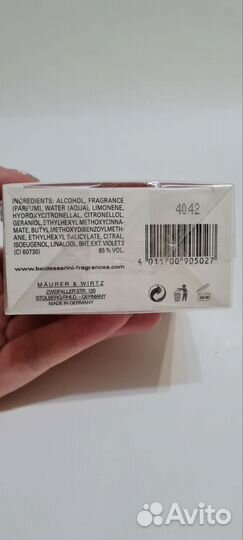 INGREDIENTS: ALCOHOL, FRAGRANCE
(PARFUM), WATER (AQUA), LIMONENE,
HYDROXYCITRONELLAL, CITRONELLOL,
GERANIOL, ETHYLHEXYL METHOXYCINNA-
MATE, BUTYL METHOXYDIBENZOYLMETH-
ANE, ETHYLHEXYL SALICYLATE, CITRAL,
ISOEUGENOL, LINALOOL, BHT, EXT. VIOLET 2
(CI 60730)
85 % VOL.
www.baldessarini-fragrances.com
4042
4 011700 905027
MÄURER & WIRTZ
ZWEIFALLER STR. 120
STOLBERG/RHLD. – GERMANY
MADE IN GERMANY
24 M
Avito